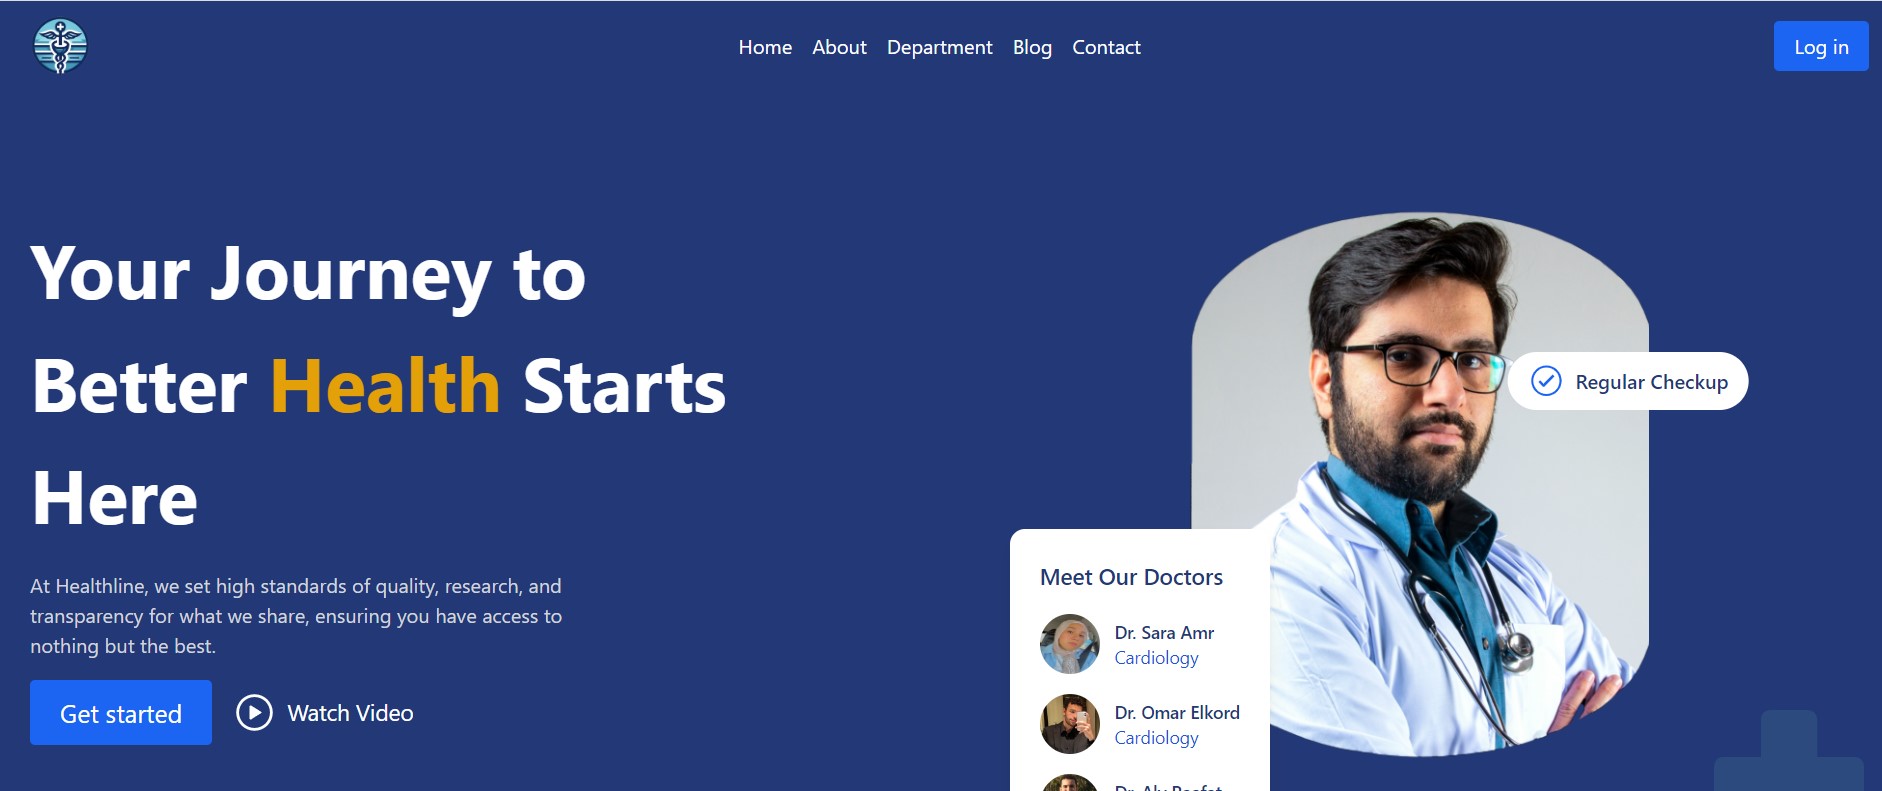 Home About Department Blog Contact
Log in
Your Journey to
Better Health Starts
Here
At Healthline, we set high standards of quality, research, and
transparency for what we share, ensuring you have access to
nothing but the best.
Get started
Watch Video
Regular Checkup
Meet Our Doctors
Dr. Sara Amr
Cardiology
Dr. Omar Elkord
Cardiology